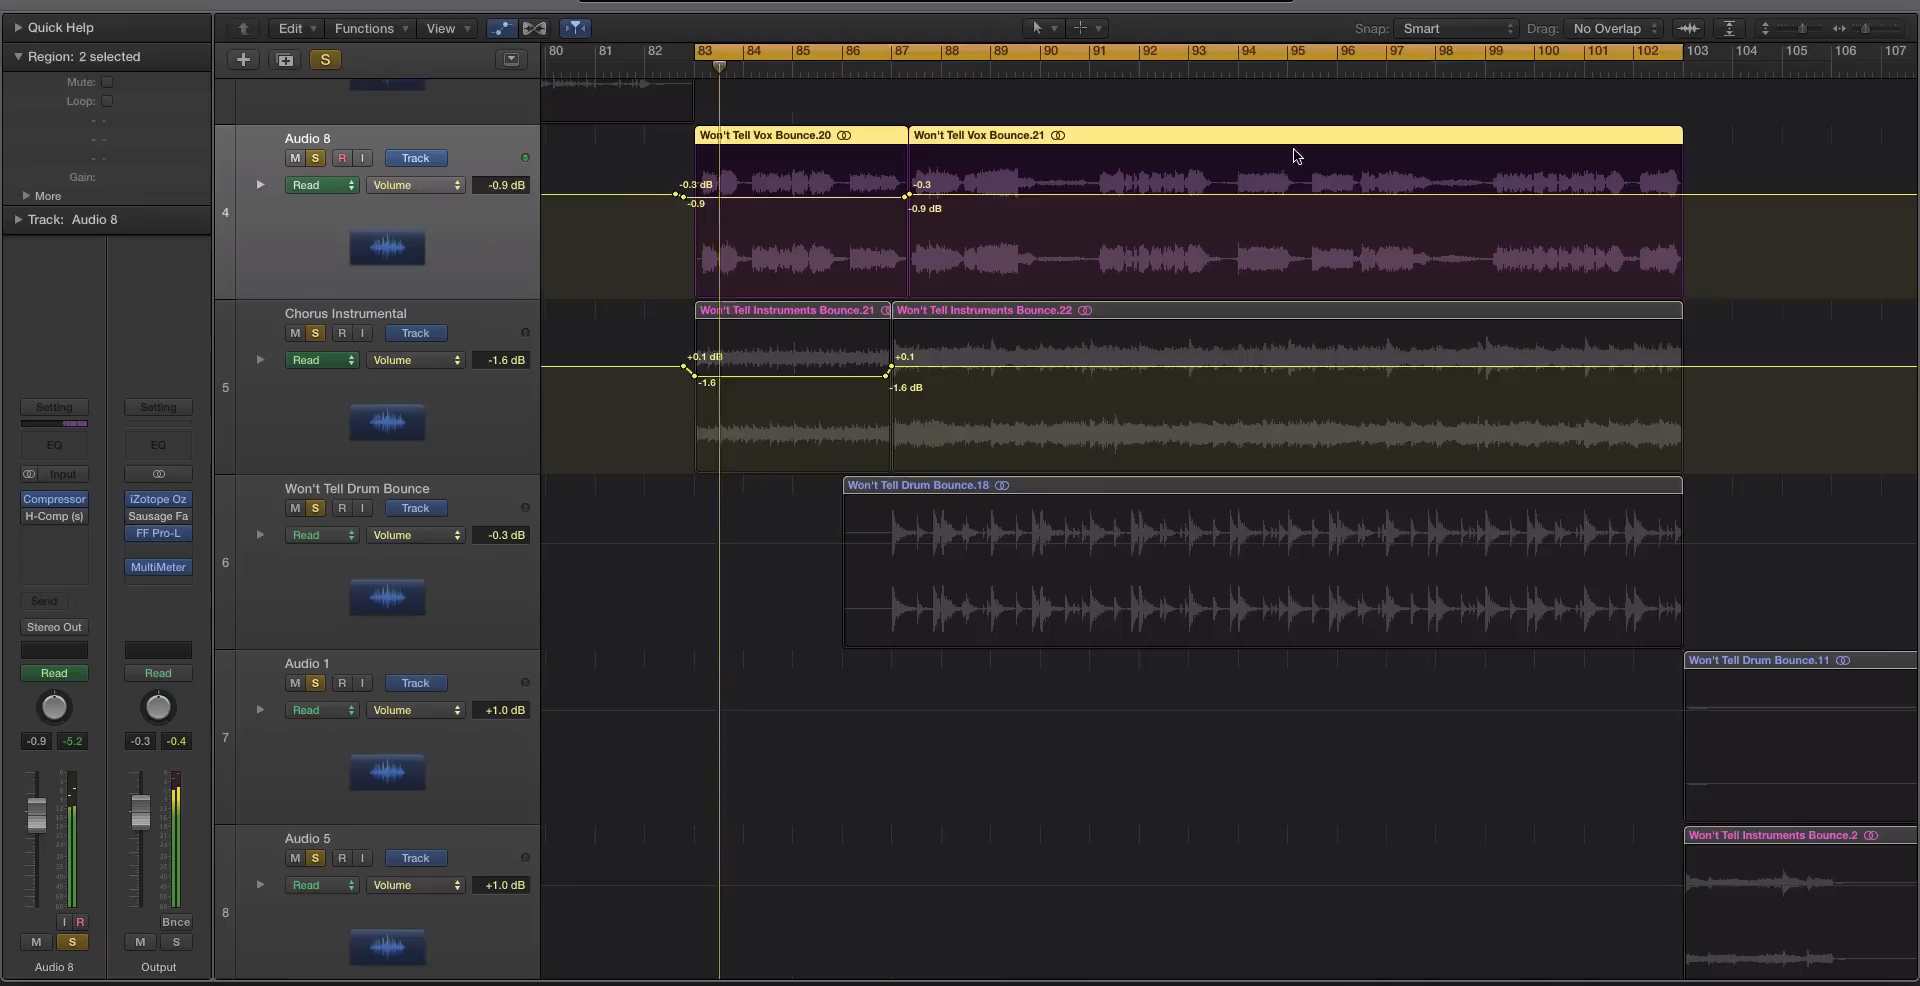 Quick Help
Edit Functions View Snap: Smart Drag: No Overlap
Region: 2 selected
S
80 81 82 83 84 85 86 87 88 89 90 91 92 93 94 95 96 97 98 99 100 101 102 103 104 105 106 107
Mute:
Loop:
- -
- -
- -
Gain:
More
Track: Audio 8
4
Audio 8
M S R I Track
Read Volume -0.9 dB
Won't Tell Vox Bounce.20
Won't Tell Vox Bounce.21
-0.3 dB
-0.9
-0.3
-0.9 dB
5
Chorus Instrumental
M S R I Track
Read Volume -1.6 dB
Won't Tell Instruments Bounce.21
Won't Tell Instruments Bounce.22
+0.1 dB
-1.6
+0.1
-1.6 dB
6
Won't Tell Drum Bounce
M S R I Track
Read Volume -0.3 dB
Won't Tell Drum Bounce.18
7
Audio 1
M S R I Track
Read Volume +1.0 dB
Won't Tell Drum Bounce.11
8
Audio 5
M S R I Track
Read Volume +1.0 dB
Won't Tell Instruments Bounce.2
Setting Setting
EQ EQ
Input
Compressor iZotope Oz
H-Comp (s) Sausage Fa
FF Pro-L
MultiMeter
Send
Stereo Out
Read Read
-0.9 -5.2 -0.3 -0.4
I R Bnce
M S M S
Audio 8 Output